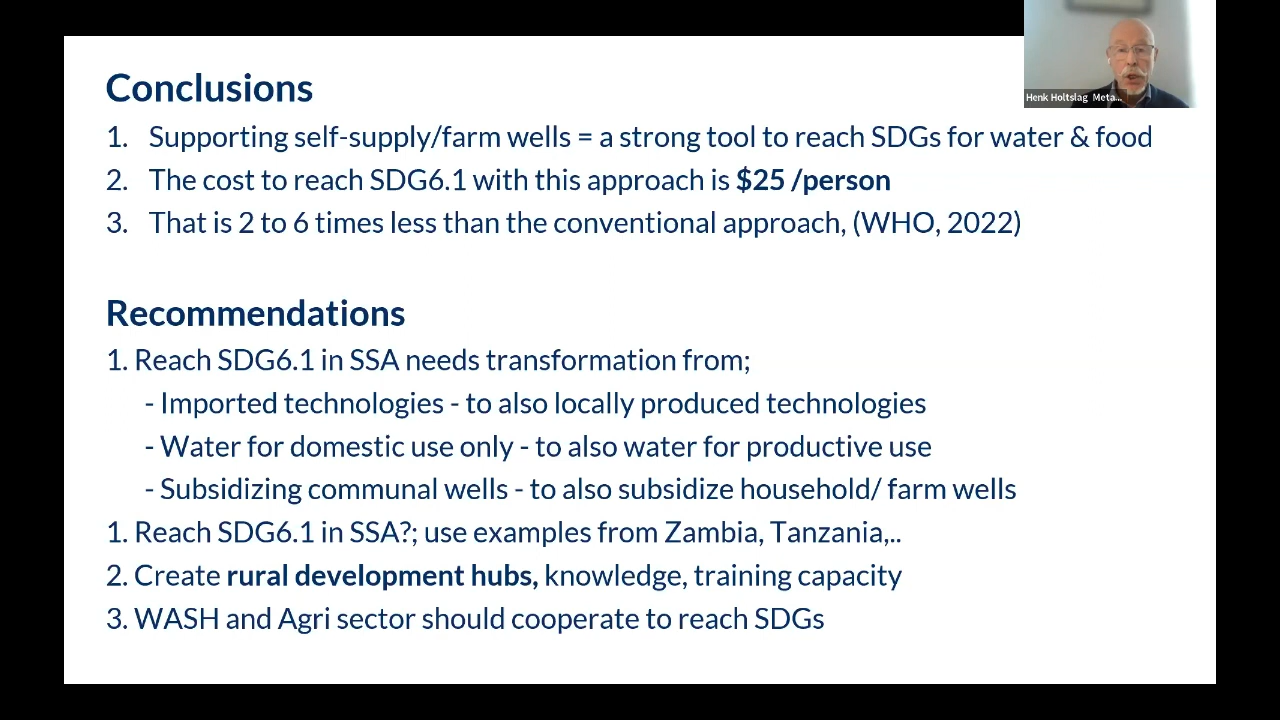 Henk Holtslag Meta...
Conclusions
1. Supporting self-supply/farm wells = a strong tool to reach SDGs for water & food
2. The cost to reach SDG6.1 with this approach is $25 /person
3. That is 2 to 6 times less than the conventional approach, (WHO, 2022)
Recommendations
1. Reach SDG6.1 in SSA needs transformation from;
- Imported technologies - to also locally produced technologies
- Water for domestic use only - to also water for productive use
- Subsidizing communal wells - to also subsidize household/ farm wells
1. Reach SDG6.1 in SSA?; use examples from Zambia, Tanzania,..
2. Create rural development hubs, knowledge, training capacity
3. WASH and Agri sector should cooperate to reach SDGs